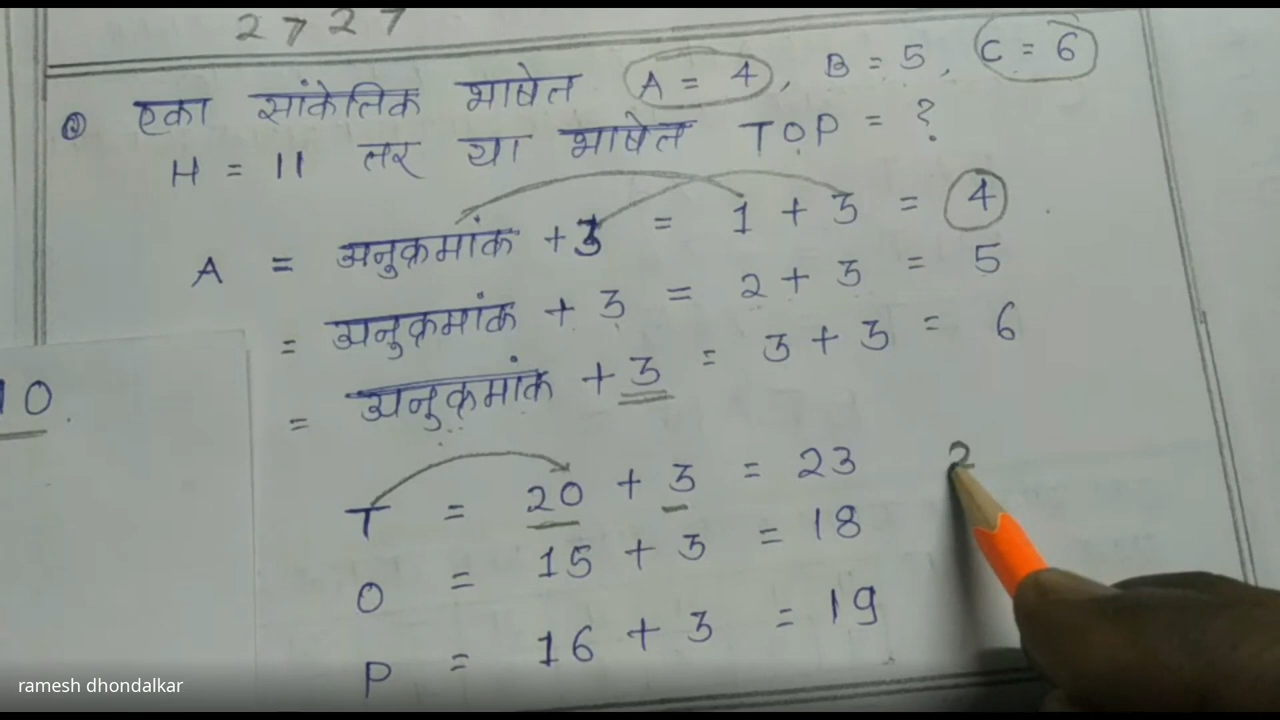 2727
एका सांकेतिक भाषेत A = 4, B = 5, C = 6
H = 11 तर या भाषेत TOP = ?
A = अनुक्रमांक + 3 = 1 + 3 = 4
= अनुक्रमांक + 3 = 2 + 3 = 5
= अनुक्रमांक + 3 = 3 + 3 = 6
10.
T = 20 + 3 = 23 2
O = 15 + 3 = 18
P = 16 + 3 = 19
ramesh dhondalkar